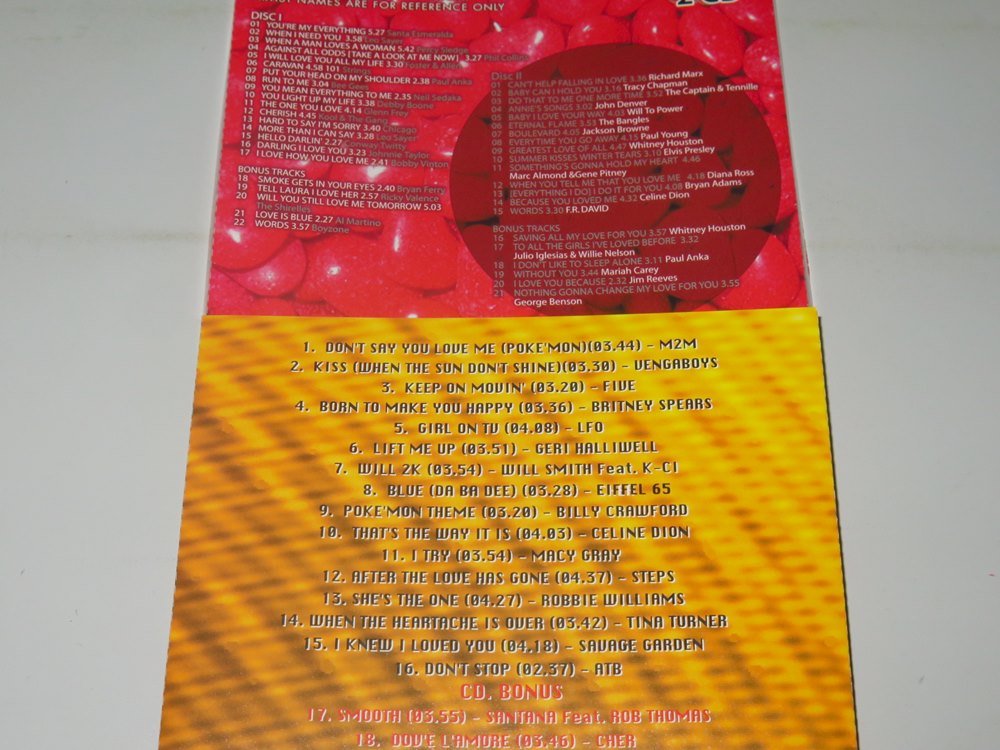 NAMES ARE FOR REFERENCE ONLY
2 CD
DISC I
01 YOU'RE MY EVERYTHING 5.27 Santa Esmeralda
02 WHEN I NEED YOU 3.58 Leo Sayer
03 WHEN A MAN LOVES A WOMAN 5.42 Percy Sledge
04 AGAINST ALL ODDS [TAKE A LOOK AT ME NOW] 3.27 Phil Collins
05 I WILL LOVE YOU ALL MY LIFE 3.30 Foster & Allen
06 CARAVAN 4.58 101 Strings
07 PUT YOUR HEAD ON MY SHOULDER 2.38 Paul Anka
08 RUN TO ME 3.04 Bee Gees
09 YOU MEAN EVERYTHING TO ME 2.35 Neil Sedaka
10 YOU LIGHT UP MY LIFE 3.38 Debby Boone
11 THE ONE YOU LOVE 4.14 Glenn Frey
12 CHERISH 4.45 Kool & The Gang
13 HARD TO SAY I'M SORRY 3.40 Chicago
14 MORE THAN I CAN SAY 3.28 Leo Sayer
15 HELLO DARLIN' 2.27 Conway Twitty
16 DARLING I LOVE YOU 3.23 Johnnie Taylor
17 I LOVE HOW YOU LOVE ME 2.41 Bobby Vinton
BONUS TRACKS
18 SMOKE GETS IN YOUR EYES 2.40 Bryan Ferry
19 TELL LAURA I LOVE HER 2.57 Ricky Valence
20 WILL YOU STILL LOVE ME TOMORROW 5.03
The Shirelles
21 LOVE IS BLUE 2.27 Al Martino
22 WORDS 3.57 Boyzone
Disc II
01 CAN'T HELP FALLING IN LOVE 3.36 Richard Marx
02 BABY CAN I HOLD YOU 3.16 Tracy Chapman
03 DO THAT TO ME ONE MORE TIME 3.52 The Captain & Tennille
04 ANNIE'S SONGS 3.02 John Denver
05 BABY I LOVE YOUR WAY 4.03 Will To Power
06 ETERNAL FLAME 3.53 The Bangles
07 BOULEVARD 4.05 Jackson Browne
08 EVERYTIME YOU GO AWAY 4.15 Paul Young
09 GREATEST LOVE OF ALL 4.47 Whitney Houston
10 SUMMER KISSES WINTER TEARS 3.10 Elvis Presley
11 SOMETHING'S GONNA HOLD MY HEART 4.46
Marc Almond &Gene Pitney
12 WHEN YOU TELL ME THAT YOU LOVE ME 4.18 Diana Ross
13 (EVERYTHING I DO) I DO IT FOR YOU 4.08 Bryan Adams
14 BECAUSE YOU LOVED ME 4.32 Celine Dion
15 WORDS 3.30 F.R. DAVID
BONUS TRACKS
16 SAVING ALL MY LOVE FOR YOU 3.57 Whitney Houston
17 TO ALL THE GIRLS I'VE LOVED BEFORE 3.32
Julio Iglesias & Willie Nelson
18 I DON'T LIKE TO SLEEP ALONE 3.11 Paul Anka
19 WITHOUT YOU 3.44 Mariah Carey
20 I LOVE YOU BECAUSE 2.32 Jim Reeves
21 NOTHING GONNA CHANGE MY LOVE FOR YOU 3.55
George Benson
1. DON'T SAY YOU LOVE ME (POKE'MON)(03.44) - M2M
2. KISS (WHEN THE SUN DON'T SHINE)(03.30) - VENGABOYS
3. KEEP ON MOVIN' (03.20) - FIVE
4. BORN TO MAKE YOU HAPPY (03.36) - BRITNEY SPEARS
5. GIRL ON TV (04.08) - LFO
6. LIFT ME UP (03.51) - GERI HALLIWELL
7. WILL 2K (03.54) - WILL SMITH Feat. K-CI
8. BLUE (DA BA DEE) (03.28) - EIFFEL 65
9. POKE'MON THEME (03.20) - BILLY CRAWFORD
10. THAT'S THE WAY IT IS (04.03) - CELINE DION
11. I TRY (03.54) - MACY GRAY
12. AFTER THE LOVE HAS GONE (04.37) - STEPS
13. SHE'S THE ONE (04.27) - ROBBIE WILLIAMS
14. WHEN THE HEARTACHE IS OVER (03.42) - TINA TURNER
15. I KNEW I LOVED YOU (04.18) - SAVAGE GARDEN
16. DON'T STOP (02.37) - ATB
CD. BONUS
17. SMOOTH (03.55) - SANTANA Feat. ROB THOMAS
18. DOV'E L'AMORE (03.46) - CHER